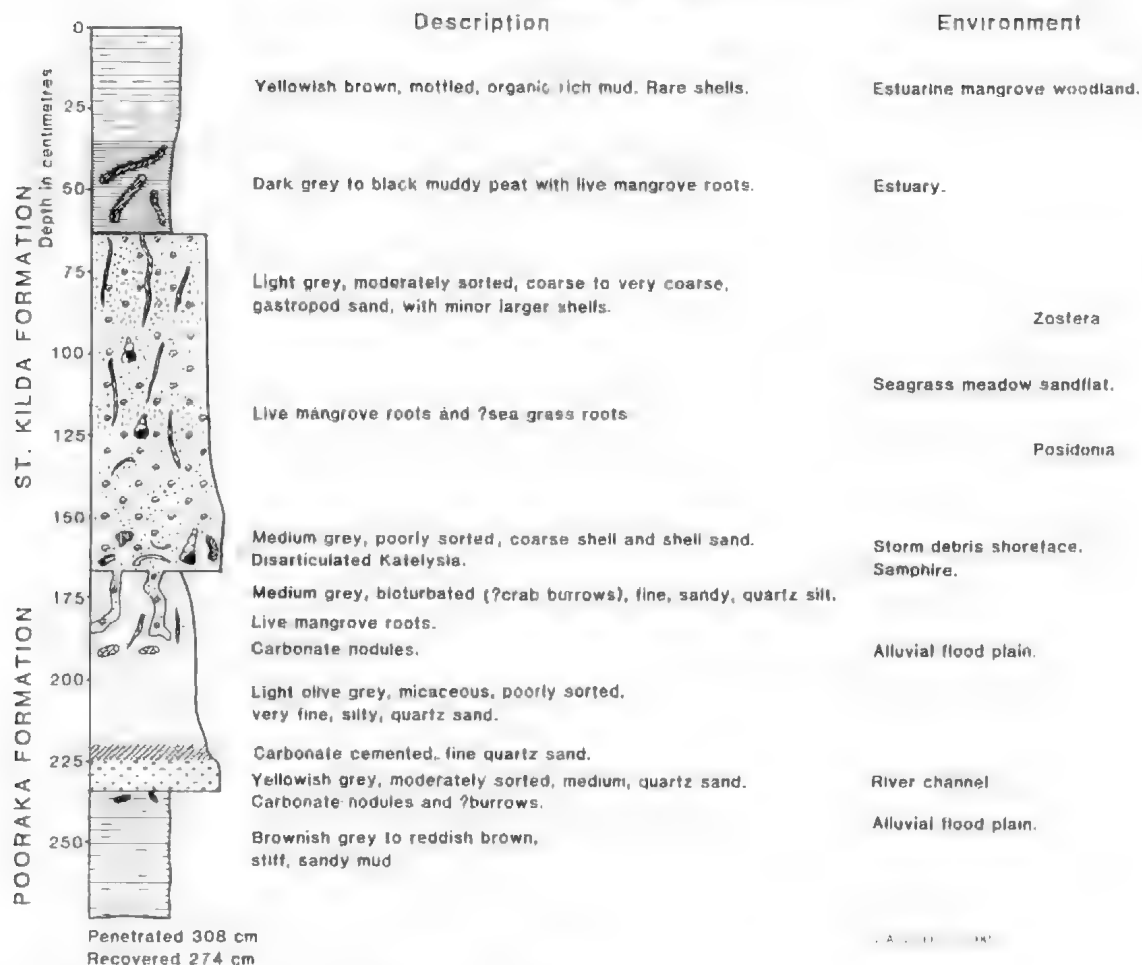 Description
Environment
Depth in centimetres
0
25
50
75
100
125
150
175
200
225
250
ST. KILDA FORMATION
POORAKA FORMATION
Yellowish brown, mottled, organic rich mud. Rare shells.
Estuarine mangrove woodland.
Dark grey to black muddy peat with live mangrove roots.
Estuary.
Light grey, moderately sorted, coarse to very coarse,
gastropod sand, with minor larger shells.
Zostera
Seagrass meadow sandflat.
Live mangrove roots and ?sea grass roots
Posidonia
Medium grey, poorly sorted, coarse shell and shell sand.
Disarticulated Katelysia.
Storm debris shoreface.
Samphire.
Medium grey, bioturbated (?crab burrows), fine, sandy, quartz silt.
Live mangrove roots.
Carbonate nodules.
Alluvial flood plain.
Light olive grey, micaceous, poorly sorted,
very fine, silty, quartz sand.
Carbonate cemented, fine quartz sand.
Yellowish grey, moderately sorted, medium, quartz sand.
River channel
Carbonate nodules and ?burrows.
Alluvial flood plain.
Brownish grey to reddish brown,
stiff, sandy mud
Penetrated 308 cm
Recovered 274 cm